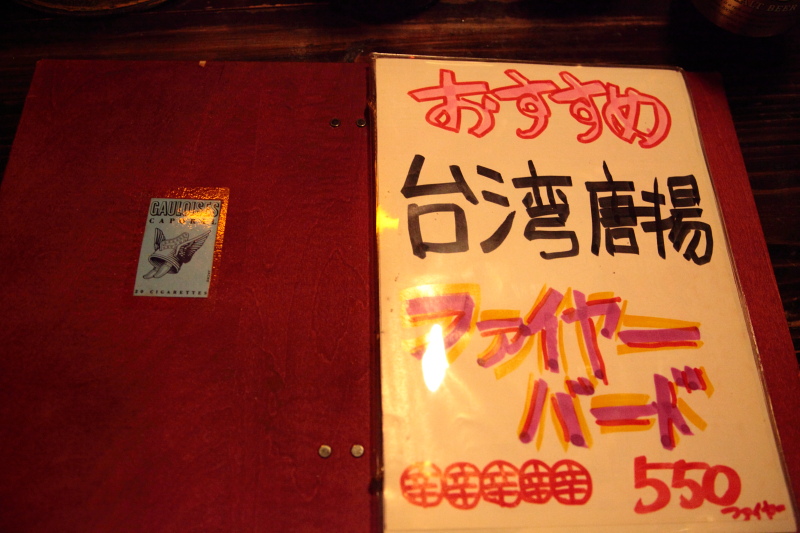 GAULOISES
CAPORAL
20 CIGARETTES
おすすめ
台湾唐揚
ファイヤー
バード
辛辛辛辛辛
550
ファイヤー